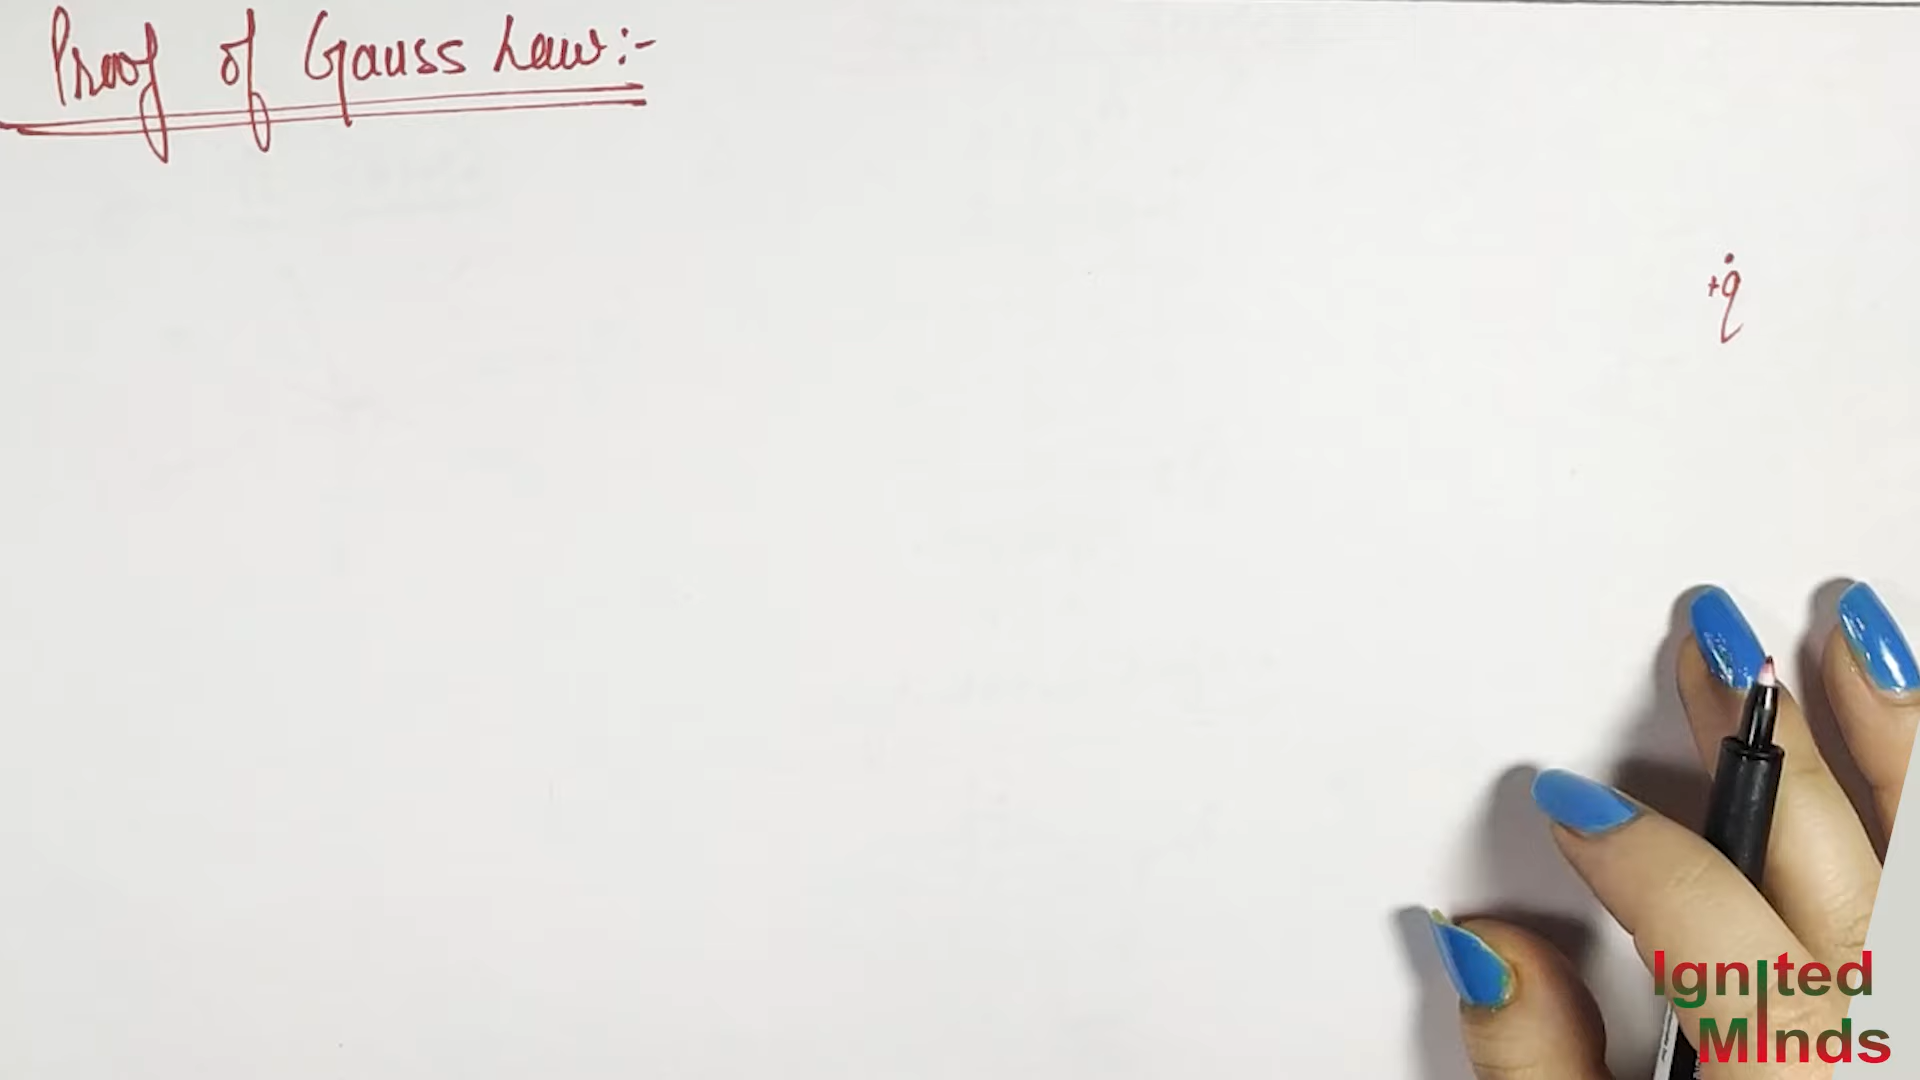 Proof of Gauss Law:-
+q
Ignited
Minds